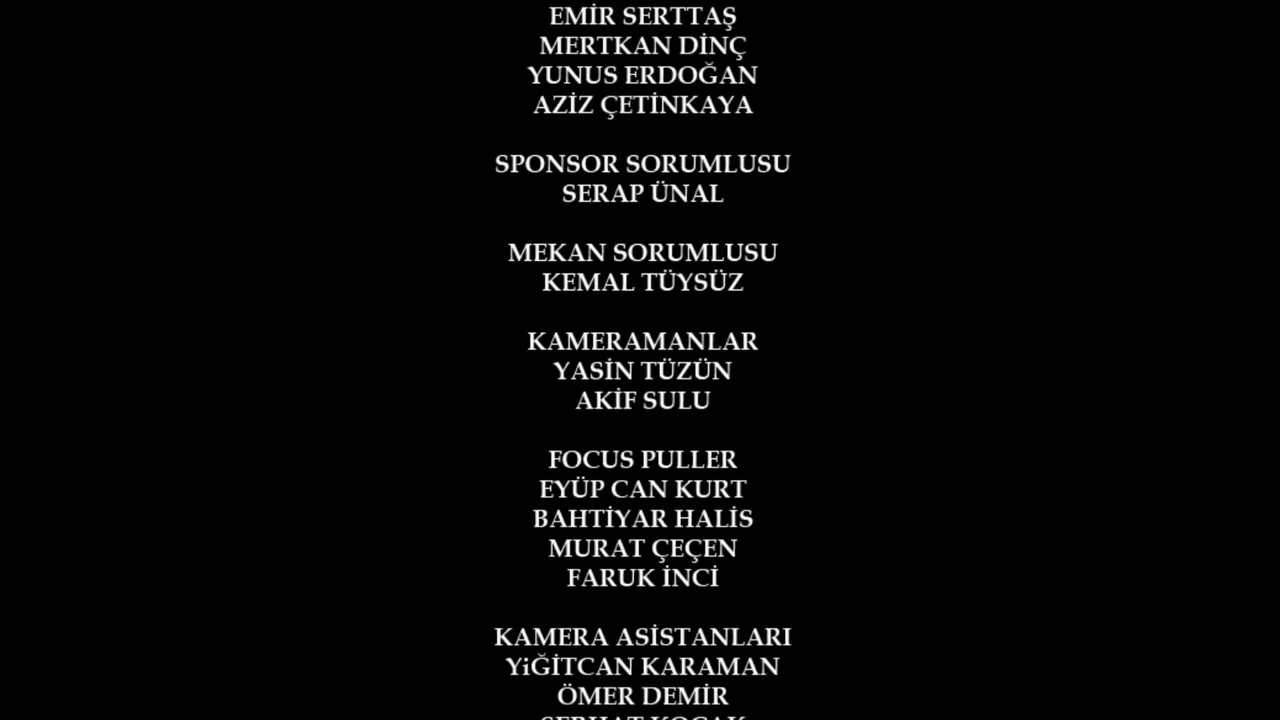 EMİR SERTTAŞ
MERTKAN DİNÇ
YUNUS ERDOĞAN
AZİZ ÇETİNKAYA
SPONSOR SORUMLUSU
SERAP ÜNAL
MEKAN SORUMLUSU
KEMAL TÜYSÜZ
KAMERAMANLAR
YASİN TÜZÜN
AKİF SULU
FOCUS PULLER
EYÜP CAN KURT
BAHTİYAR HALİS
MURAT ÇEÇEN
FARUK İNCİ
KAMERA ASİSTANLARI
YiĞİTCAN KARAMAN
ÖMER DEMİR